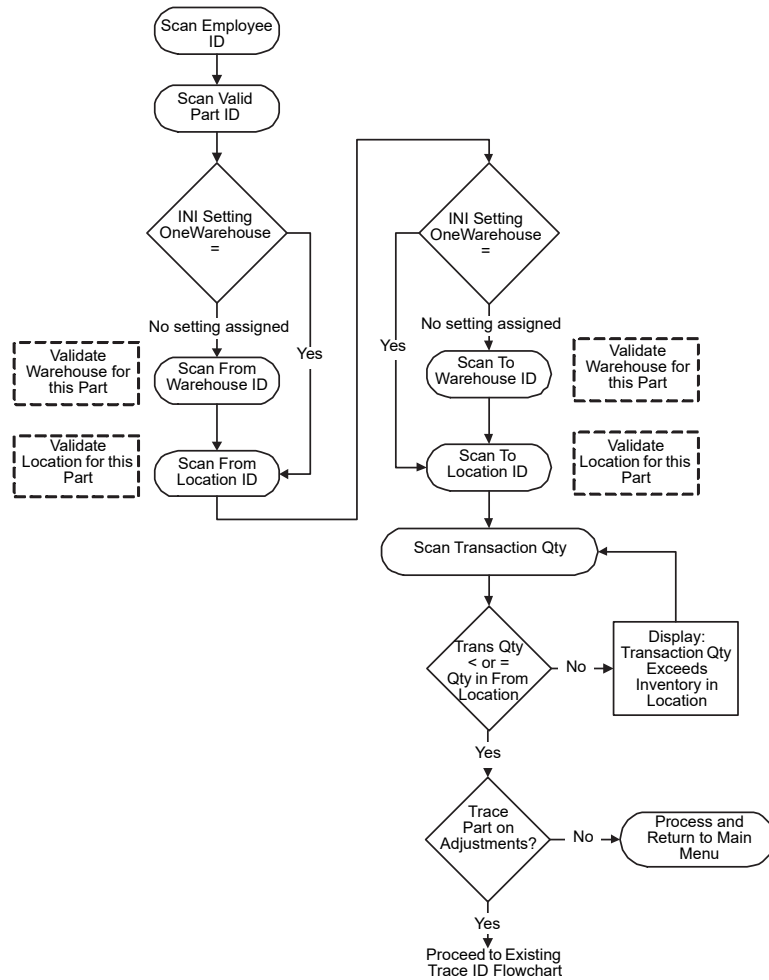 Scan Employee
ID
Scan Valid
Part ID
INI Setting
OneWarehouse
=
No setting assigned
Yes
Validate
Warehouse for
this Part
Scan From
Warehouse ID
Validate
Location for this
Part
Scan From
Location ID
INI Setting
OneWarehouse
=
No setting assigned
Yes
Scan To
Warehouse ID
Validate
Warehouse for
this Part
Scan To
Location ID
Validate
Location for this
Part
Scan Transaction Qty
Trans Qty
< or =
Qty in From
Location
No
Display:
Transaction Qty
Exceeds
Inventory in
Location
Yes
Trace
Part on
Adjustments?
No
Process and
Return to Main
Menu
Yes
Proceed to Existing
Trace ID Flowchart